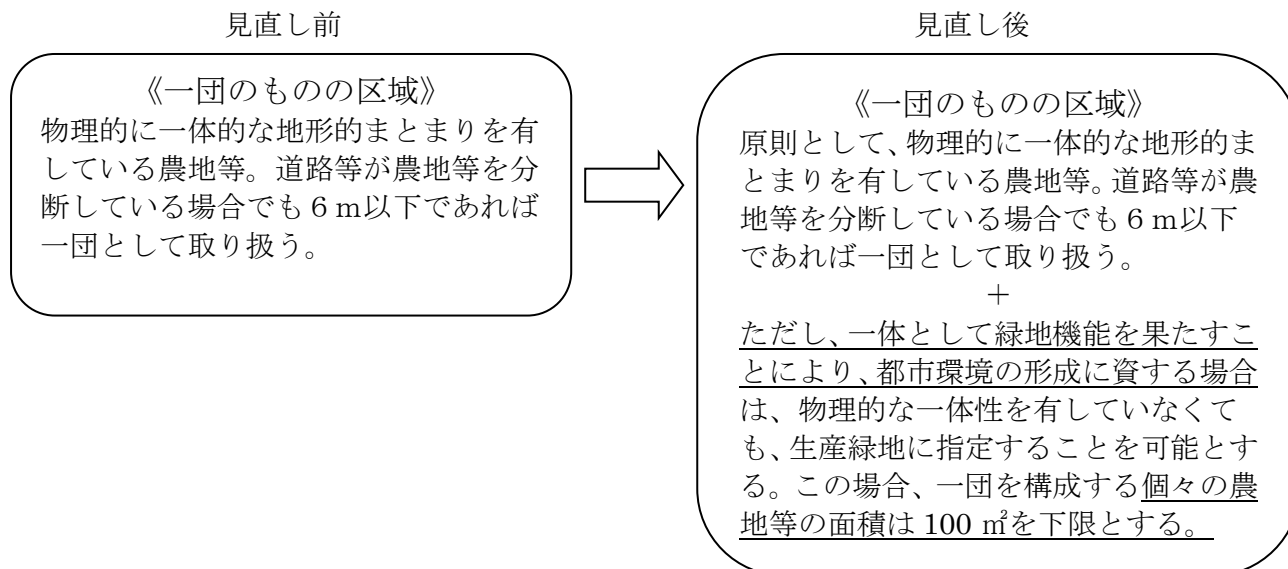 見直し前
《一団のものの区域》
物理的に一体的な地形的まとまりを有
している農地等。道路等が農地等を分
断している場合でも6m以下であれば
一団として取り扱う。
見直し後
《一団のものの区域》
原則として、物理的に一体的な地形的ま
とまりを有している農地等。道路等が農
地等を分断している場合でも6m以下
であれば一団として取り扱う。
+
ただし、一体として緑地機能を果たすこ
とにより、都市環境の形成に資する場合
は、物理的な一体性を有していなくて
も、生産緑地に指定することを可能とす
る。この場合、一団を構成する個々の農
地等の面積は 100 ㎡を下限とする。